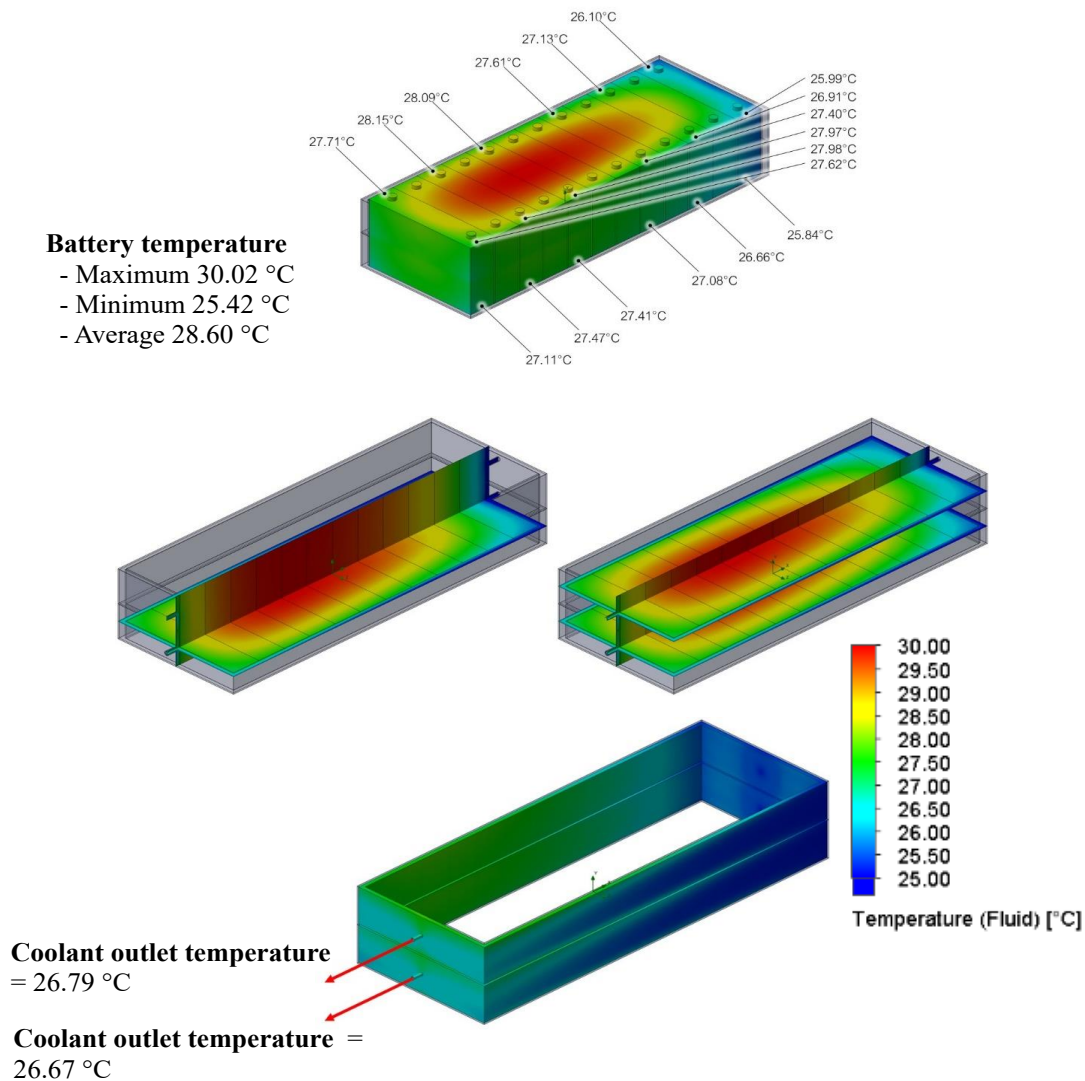 26.10°C
27.13°C
27.61°C
28.09°C
28.15°C
27.71°C
25.99°C
26.91°C
27.40°C
27.97°C
27.98°C
27.62°C
25.84°C
26.66°C
27.08°C
27.41°C
27.47°C
27.11°C
Battery temperature
- Maximum 30.02 °C
- Minimum 25.42 °C
- Average 28.60 °C
30.00
29.50
29.00
28.50
28.00
27.50
27.00
26.50
26.00
25.50
25.00
Temperature (Fluid) [°C]
Coolant outlet temperature
= 26.79 °C
Coolant outlet temperature =
26.67 °C